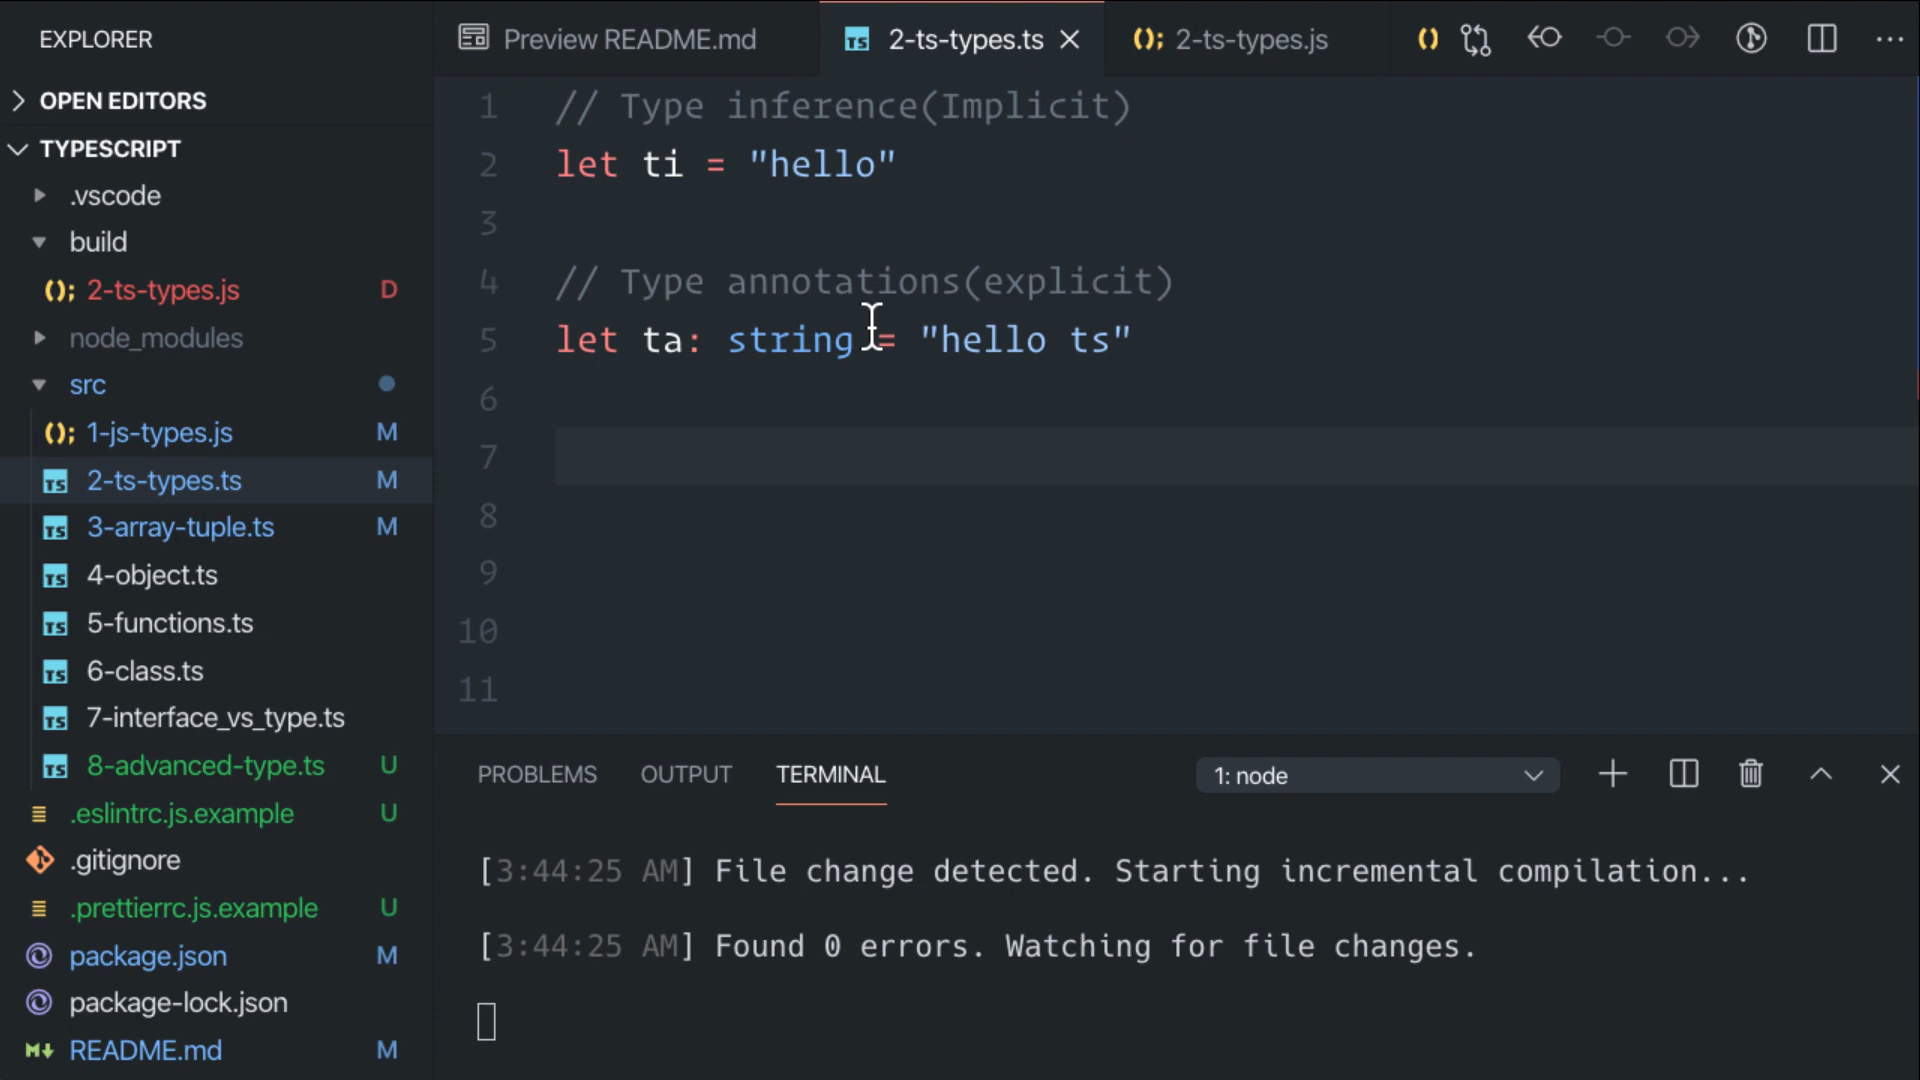 EXPLORER
OPEN EDITORS
TYPESCRIPT
.vscode
build
2-ts-types.js D
node_modules
src
1-js-types.js M
2-ts-types.ts M
3-array-tuple.ts M
4-object.ts
5-functions.ts
6-class.ts
7-interface_vs_type.ts
8-advanced-type.ts U
.eslintrc.js.example U
.gitignore
.prettierrc.js.example U
package.json M
package-lock.json
README.md M
Preview README.md
2-ts-types.ts
2-ts-types.js
1 // Type inference(Implicit)
2 let ti = "hello"
3
4 // Type annotations(explicit)
5 let ta: string = "hello ts"
6
7
8
9
10
11
PROBLEMS OUTPUT TERMINAL 1: node
[3:44:25 AM] File change detected. Starting incremental compilation...
[3:44:25 AM] Found 0 errors. Watching for file changes.